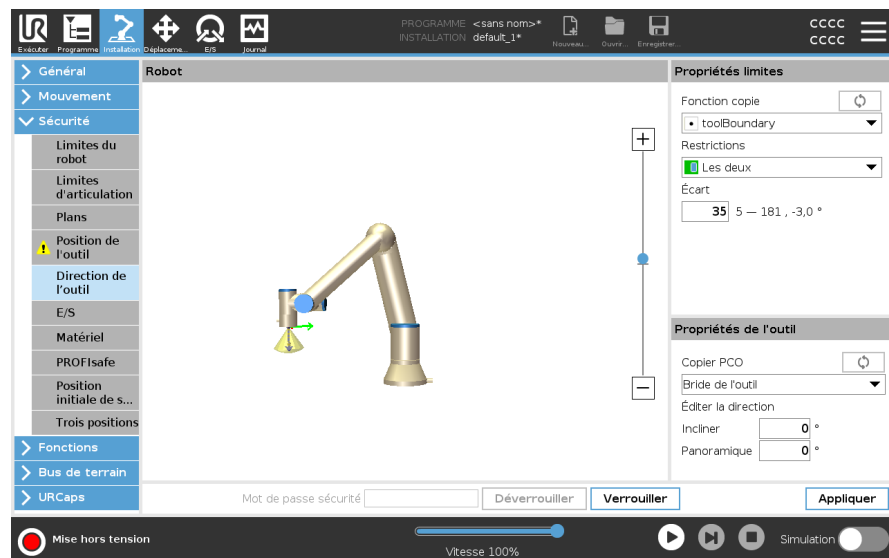 PROGRAMME <sans nom>*
INSTALLATION default_1*
Exécuter Programme Installation Déplaceme... E/S Journal
Nouveau... Ouvrir... Enregistrer...
CCCC
CCCC
Général
Mouvement
Sécurité
Limites du
robot
Limites
d'articulation
Plans
Position de
l'outil
Direction de
l'outil
E/S
Matériel
PROFIsafe
Position
initiale de s...
Trois positions
Fonctions
Bus de terrain
URCaps
Robot
Propriétés limites
Fonction copie
toolBoundary
Restrictions
Les deux
Écart
35 5 — 181 , -3,0 °
Propriétés de l'outil
Copier PCO
Bride de l'outil
Éditer la direction
Incliner 0 °
Panoramique 0 °
Mot de passe sécurité Déverrouiller Verrouiller Appliquer
Mise hors tension
Vitesse 100%
Simulation